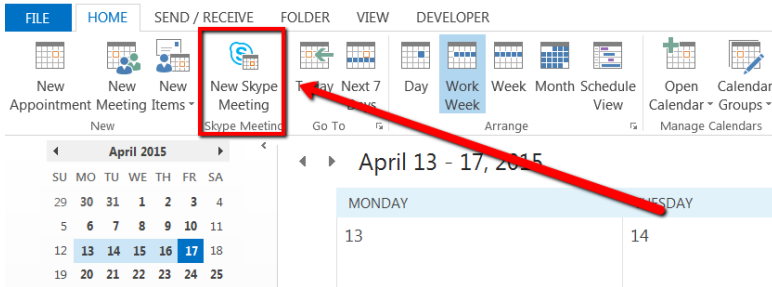 FILE HOME SEND / RECEIVE FOLDER VIEW DEVELOPER
New Appointment
New Meeting
New Items
New Skype Meeting
Today
Next 7 Days
Day
Work Week
Week
Month
Schedule View
Open Calendar
Calendar Groups
New Skype Meeting Go To Arrange Manage Calendars
April 2015
SU MO TU WE TH FR SA
29 30 31 1 2 3 4
5 6 7 8 9 10 11
12 13 14 15 16 17 18
19 20 21 22 23 24 25
April 13 - 17, 2015
MONDAY TUESDAY
13 14